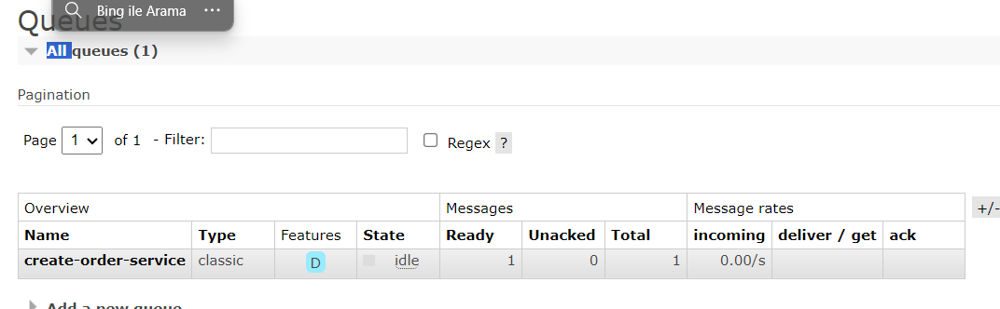 Bing ile Arama ...
Queues
All queues (1)
Pagination
Page 1 of 1 - Filter: Regex ?
Overview Messages Message rates +/-
Name Type Features State Ready Unacked Total incoming deliver / get ack
create-order-service classic D idle 1 0 1 0.00/s
Add a new queue